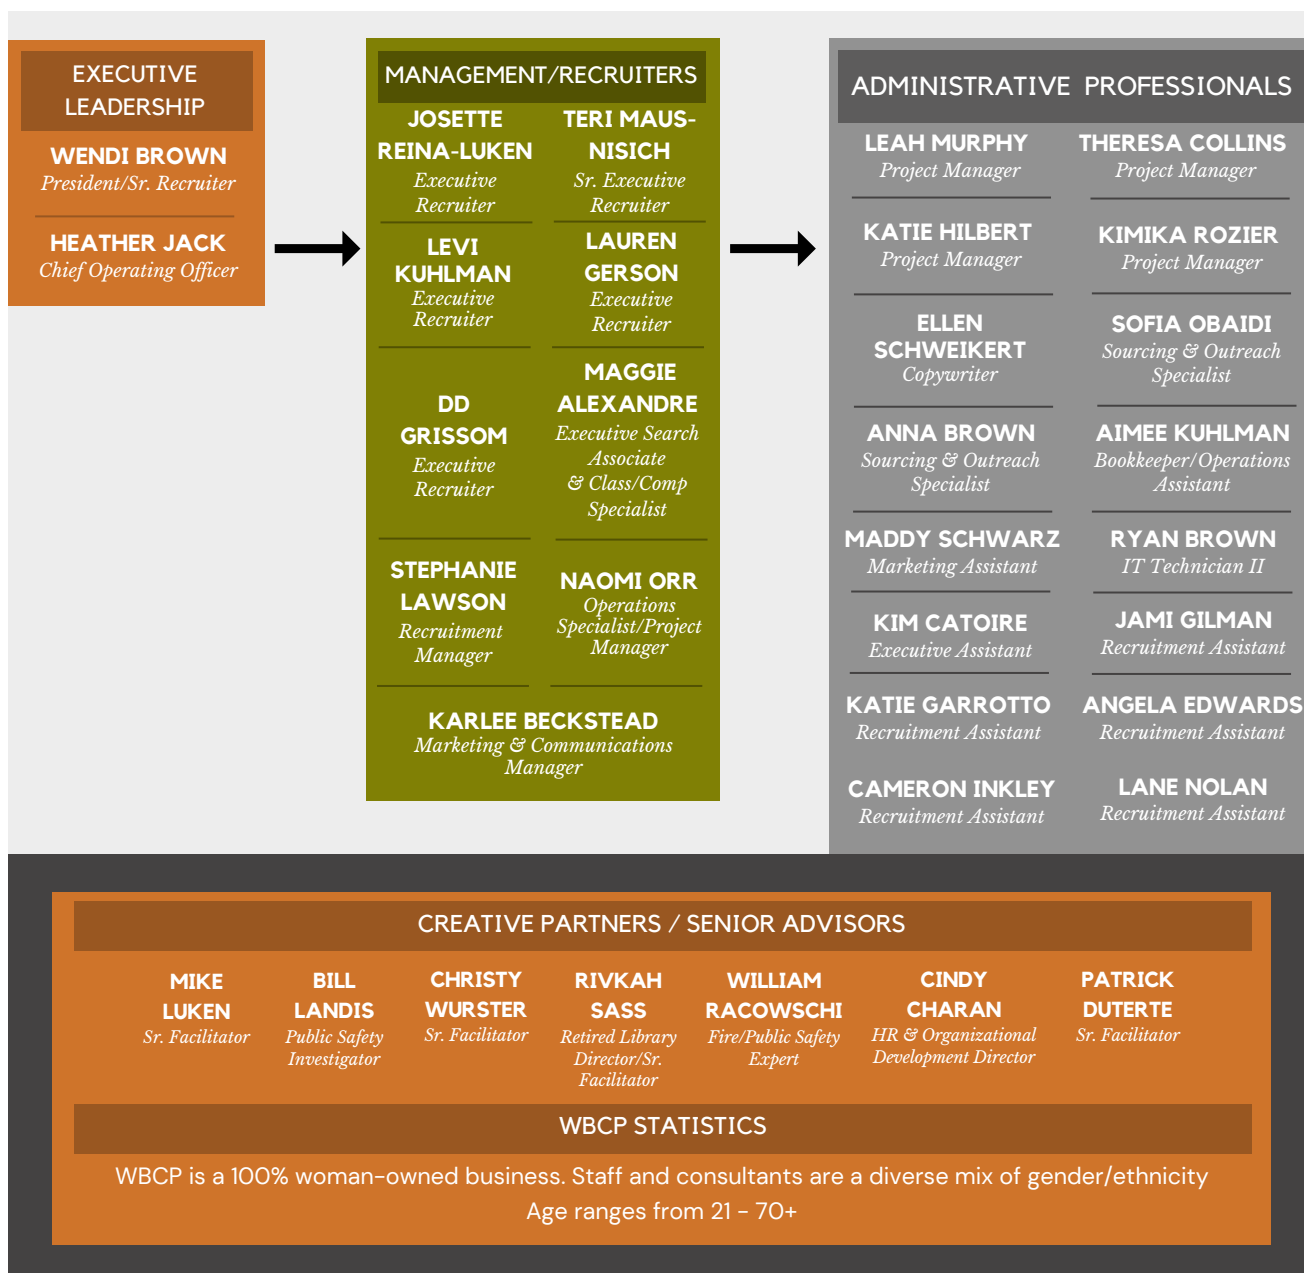 EXECUTIVE
LEADERSHIP
WENDI BROWN
President/Sr. Recruiter
HEATHER JACK
Chief Operating Officer
MANAGEMENT/RECRUITERS
JOSETTE
REINA-LUKEN
Executive
Recruiter
TERI MAUS-
NISICH
Sr. Executive
Recruiter
LEVI
KUHLMAN
Executive
Recruiter
LAUREN
GERSON
Executive
Recruiter
DD
GRISSOM
Executive
Recruiter
MAGGIE
ALEXANDRE
Executive Search
Associate
& Class/Comp
Specialist
STEPHANIE
LAWSON
Recruitment
Manager
NAOMI ORR
Operations
Specialist/Project
Manager
KARLEE BECKSTEAD
Marketing & Communications
Manager
ADMINISTRATIVE PROFESSIONALS
LEAH MURPHY
Project Manager
THERESA COLLINS
Project Manager
KATIE HILBERT
Project Manager
KIMIKA ROZIER
Project Manager
ELLEN
SCHWEIKERT
Copywriter
SOFIA OBAIDI
Sourcing & Outreach
Specialist
ANNA BROWN
Sourcing & Outreach
Specialist
AIMEE KUHLMAN
Bookkeeper/Operations
Assistant
MADDY SCHWARZ
Marketing Assistant
RYAN BROWN
IT Technician II
KIM CATOIRE
Executive Assistant
JAMI GILMAN
Recruitment Assistant
KATIE GARROTTO
Recruitment Assistant
ANGELA EDWARDS
Recruitment Assistant
CAMERON INKLEY
Recruitment Assistant
LANE NOLAN
Recruitment Assistant
CREATIVE PARTNERS / SENIOR ADVISORS
MIKE
LUKEN
Sr. Facilitator
BILL
LANDIS
Public Safety
Investigator
CHRISTY
WURSTER
Sr. Facilitator
RIVKAH
SASS
Retired Library
Director/Sr.
Facilitator
WILLIAM
RACOWSCHI
Fire/Public Safety
Expert
CINDY
CHARAN
HR & Organizational
Development Director
PATRICK
DUTERTE
Sr. Facilitator
WBCP STATISTICS
WBCP is a 100% woman-owned business. Staff and consultants are a diverse mix of gender/ethnicity
Age ranges from 21 - 70+